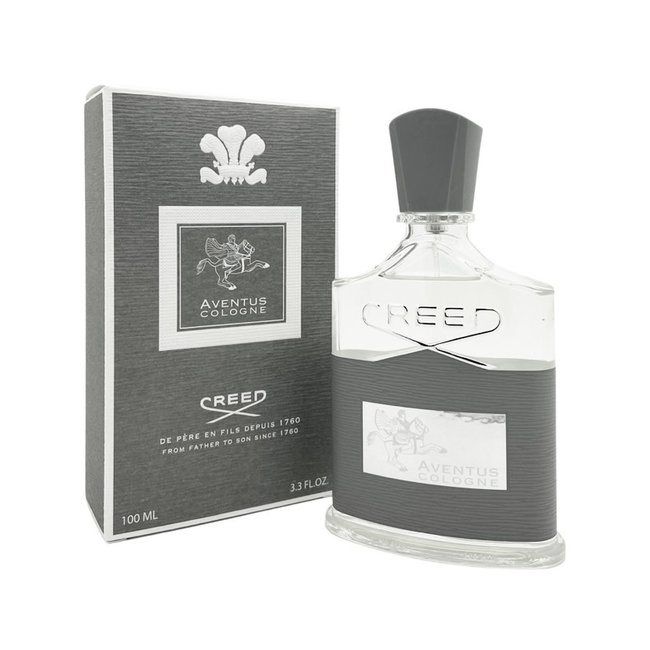 AVENTUS
COLOGNE
CREED
DE PÈRE EN FILS DEPUIS 1760
FROM FATHER TO SON SINCE 1760
3.3 FL.OZ.
100 ML
CREED
AVENTUS
COLOGNE